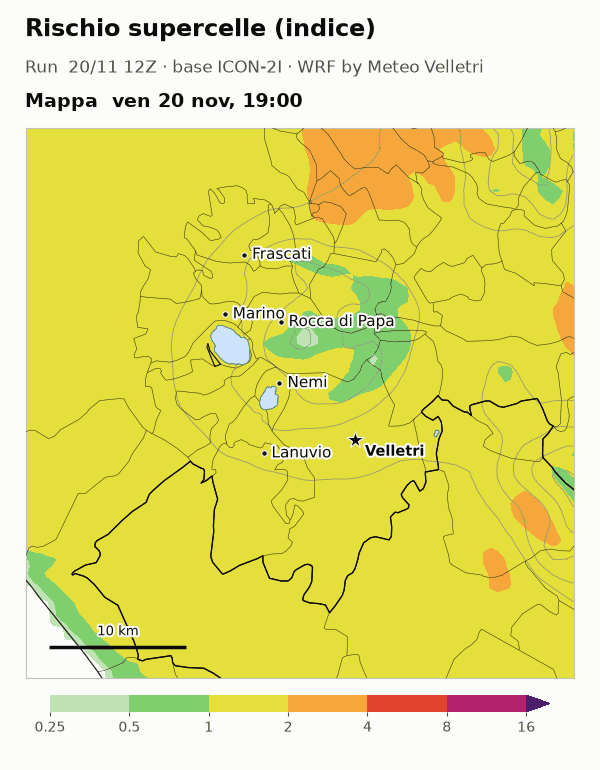 Rischio supercelle (indice)
Run  20/11 12Z · base ICON-2I · WRF by Meteo Velletri
Mappa  ven 20 nov, 19:00
Frascati
Marino
Rocca di Papa
Nemi
Velletri
Lanuvio
10 km
0.25 0.5 1 2 4 8 16